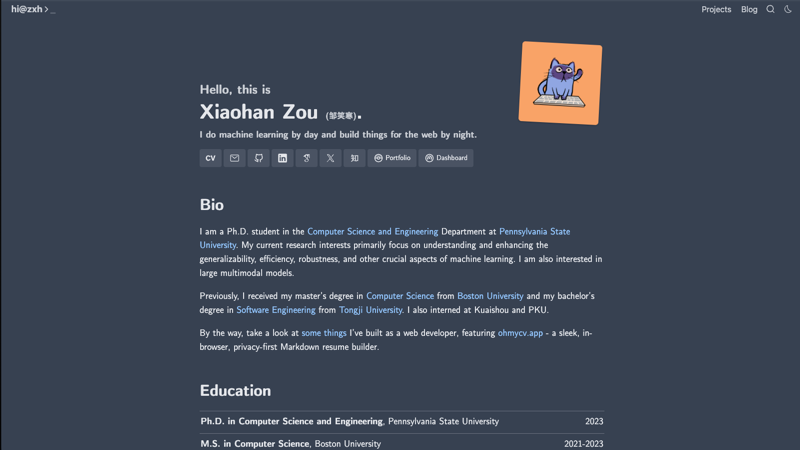 hi@zxh > _
Projects Blog
Hello, this is
Xiaohan Zou (邹笑寒).
I do machine learning by day and build things for the web by night.
CV
知
Portfolio
Dashboard
Bio
I am a Ph.D. student in the Computer Science and Engineering Department at Pennsylvania State
University. My current research interests primarily focus on understanding and enhancing the
generalizability, efficiency, robustness, and other crucial aspects of machine learning. I am also interested in
large multimodal models.
Previously, I received my master's degree in Computer Science from Boston University and my bachelor's
degree in Software Engineering from Tongji University. I also interned at Kuaishou and PKU.
By the way, take a look at some things I've built as a web developer, featuring ohmycv.app - a sleek, in-
browser, privacy-first Markdown resume builder.
Education
Ph.D. in Computer Science and Engineering, Pennsylvania State University 2023
M.S. in Computer Science, Boston University 2021-2023